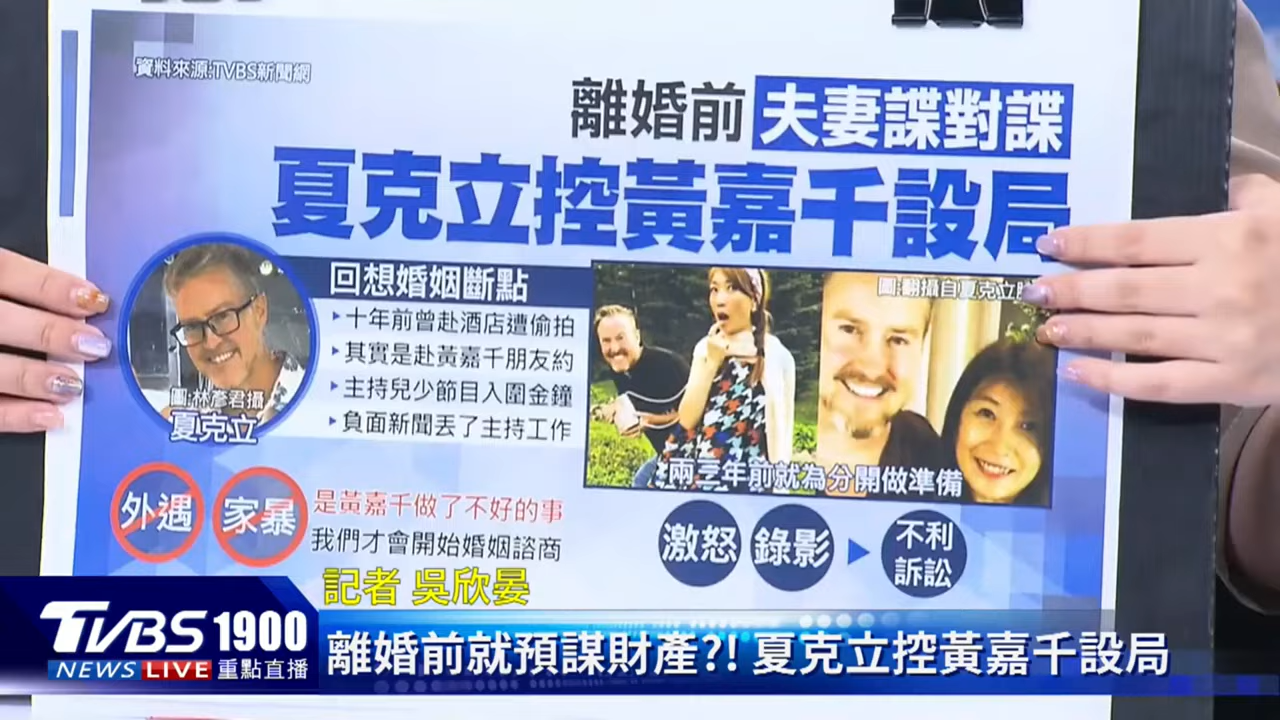 資料來源:TVBS新聞網
離婚前 夫妻諜對諜
夏克立控黃嘉千設局
回想婚姻斷點
▸十年前曾赴酒店遭偷拍
▸其實是赴黃嘉千朋友約
▸主持兒少節目入圍金鐘
▸負面新聞丟了主持工作
圖:林彥君攝
夏克立
圖:翻攝自夏克立臉
兩三年前就為分開做準備
外遇 家暴
是黃嘉千做了不好的事
我們才會開始婚姻諮商
激怒 錄影 ▶ 不利訴訟
記者 吳欣晏
TVBS 1900
NEWS LIVE 重點直播
離婚前就預謀財產?! 夏克立控黃嘉千設局